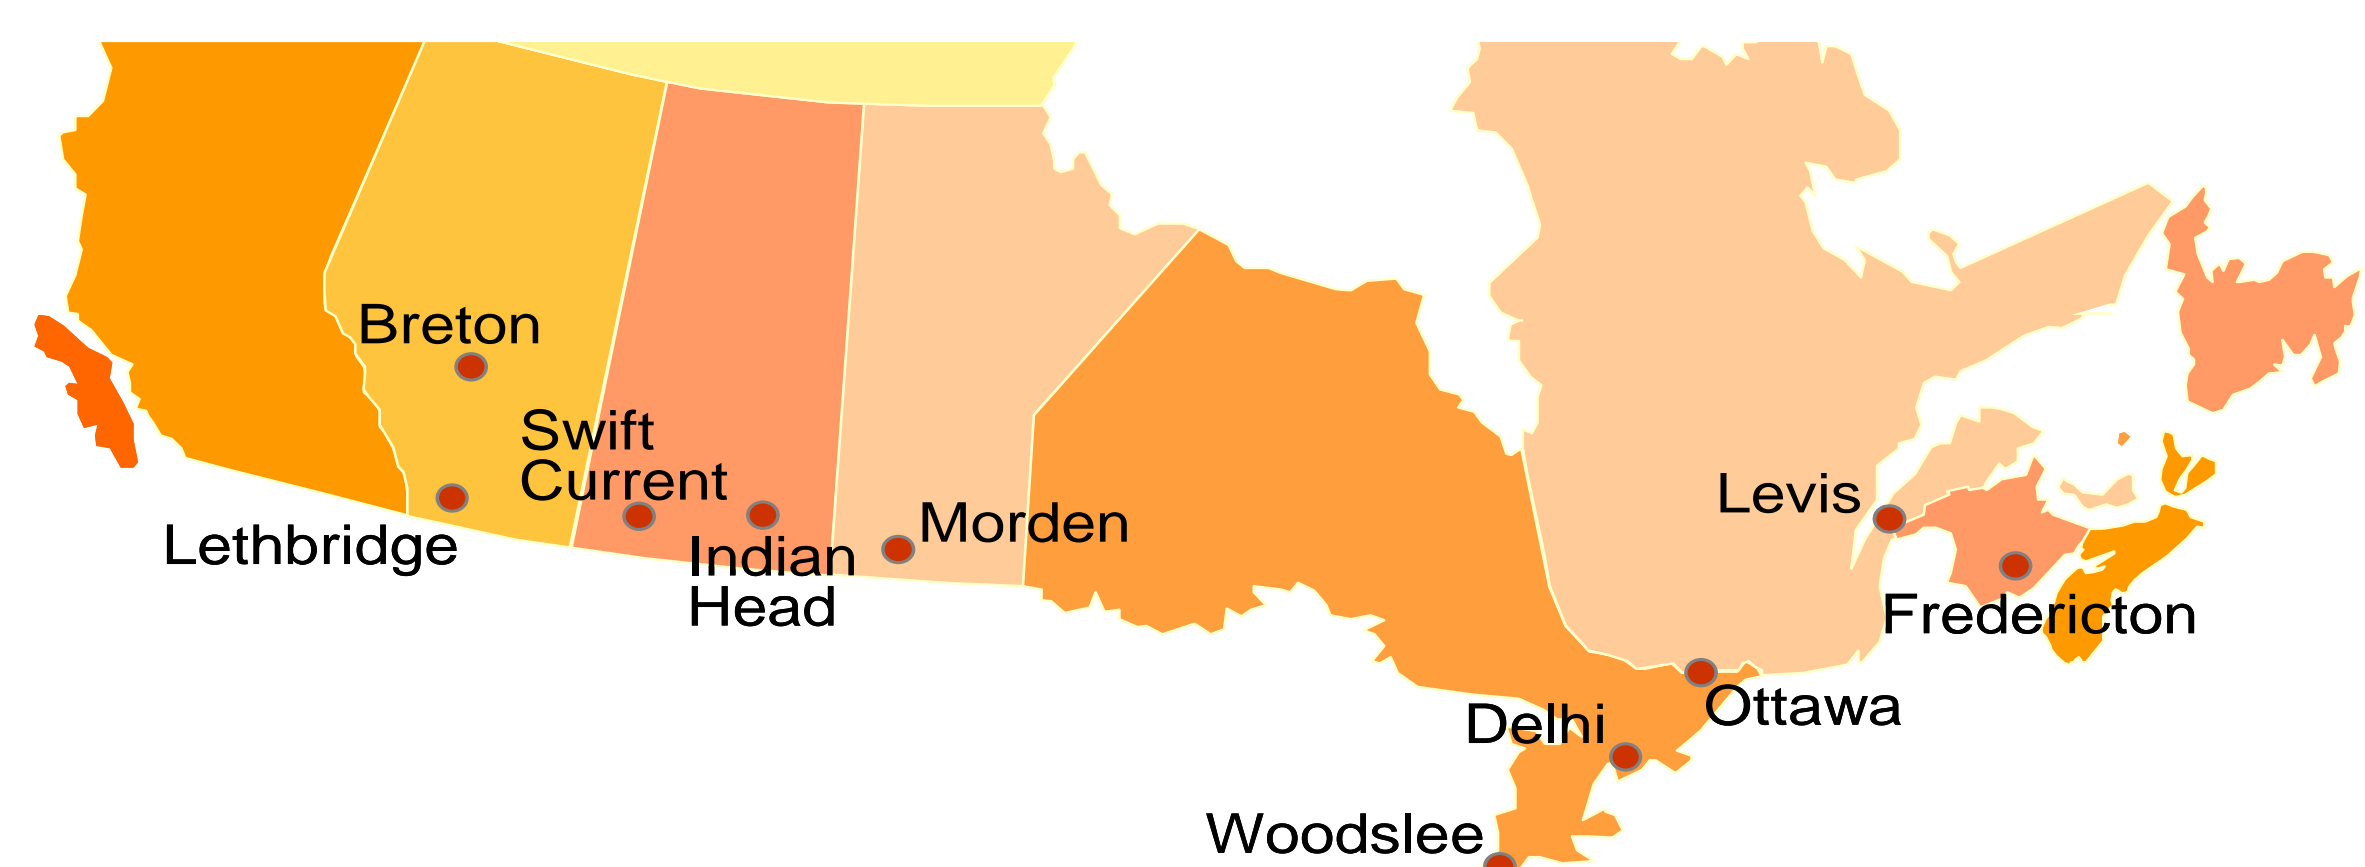 Breton
Swift
Current
Lethbridge
Indian
Head
Morden
Levis
Fredericton
Ottawa
Delhi
Woodslee